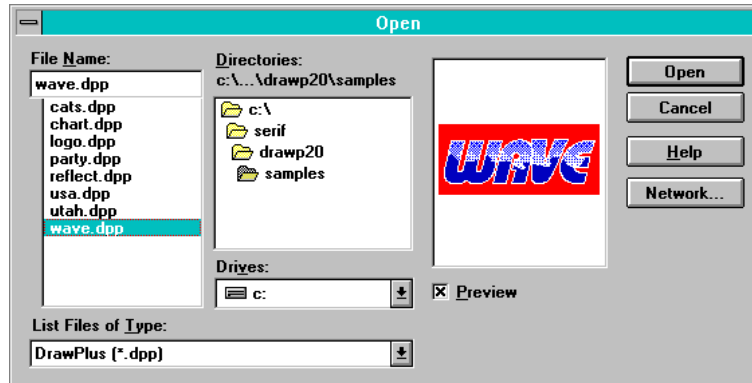 Open
File Name:
wave.dpp
cats.dpp
chart.dpp
logo.dpp
party.dpp
reflect.dpp
usa.dpp
utah.dpp
wave.dpp
List Files of Type:
DrawPlus (*.dpp)
Directories:
c:\...\drawp20\samples
c:\
serif
drawp20
samples
Drives:
c:
WAVE
Preview
Open
Cancel
Help
Network...